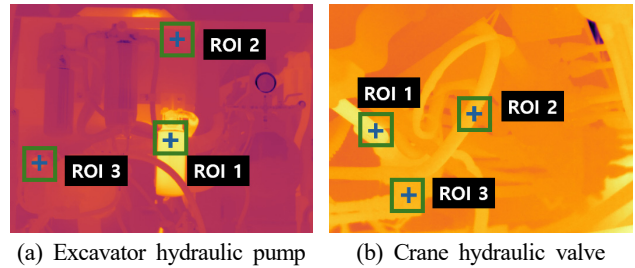 ROI 2
ROI 1
ROI 3
(a) Excavator hydraulic pump
ROI 1
ROI 2
ROI 3
(b) Crane hydraulic valve